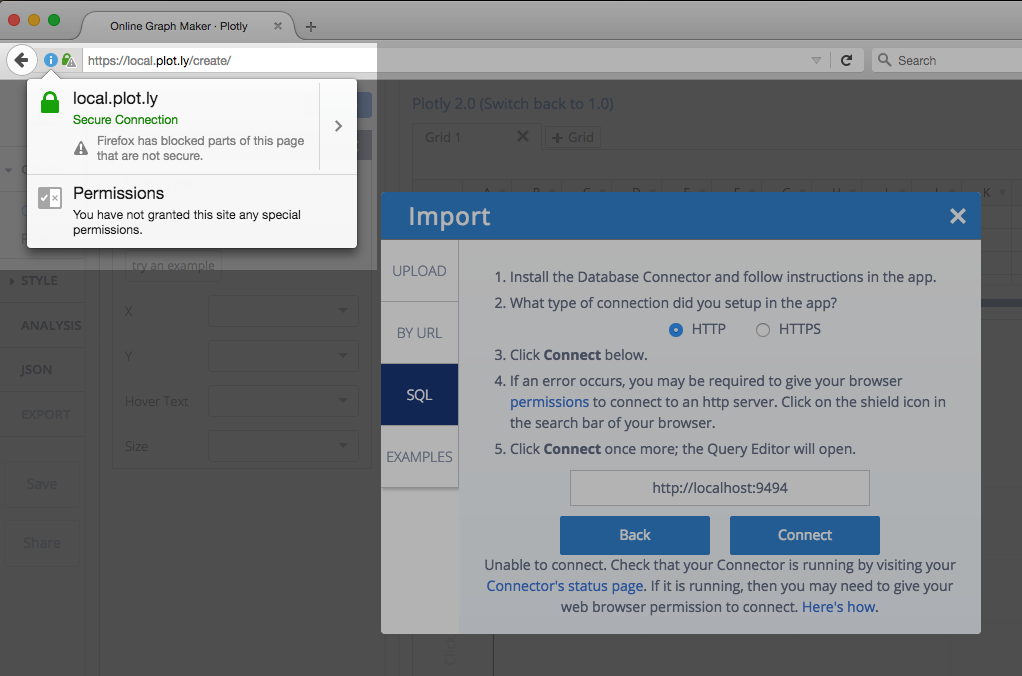 Online Graph Maker · Plotly
https://local.plot.ly/create/
Search
local.plot.ly
Secure Connection
Firefox has blocked parts of this page
that are not secure.
Permissions
You have not granted this site any special
permissions.
Plotly 2.0 (Switch back to 1.0)
Grid 1
Grid
K
try an example
STYLE
ANALYSIS
JSON
EXPORT
Save
Share
X
Y
Hover Text
Size
Import
UPLOAD
BY URL
SQL
EXAMPLES
1. Install the Database Connector and follow instructions in the app.
2. What type of connection did you setup in the app?
HTTP HTTPS
3. Click Connect below.
4. If an error occurs, you may be required to give your browser
permissions to connect to an http server. Click on the shield icon in
the search bar of your browser.
5. Click Connect once more; the Query Editor will open.
http://localhost:9494
Back
Connect
Unable to connect. Check that your Connector is running by visiting your
Connector's status page. If it is running, then you may need to give your
web browser permission to connect. Here's how.
Click